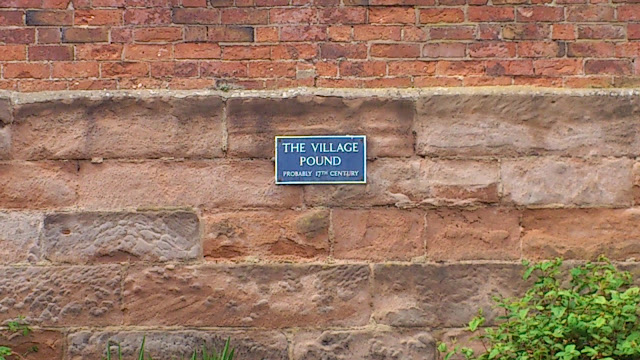 THE VILLAGE
POUND
PROBABLY 17TH CENTURY